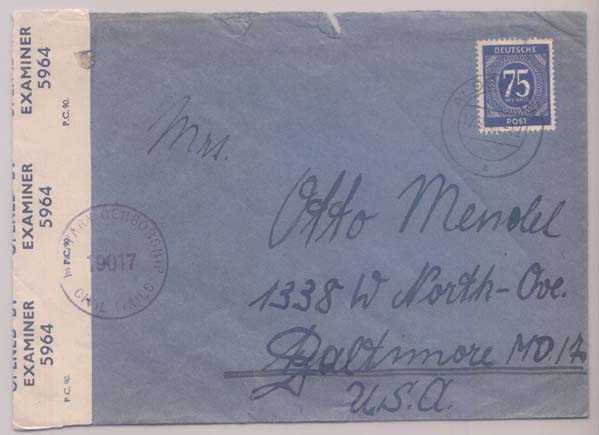 OPENED BY
EXAMINER
5964
P.C. 90.
OPENED BY
EXAMINER
5964
P.C. 90.
OPENED BY
EXAMINER
5964
P.C. 90.
DEUTSCHE
75
PFENNIG
POST
Mrs.
Otto Mendel
1338 W North-Ave.
Baltimore MD. 17
U.S.A.
19017
CIVIL MAILS